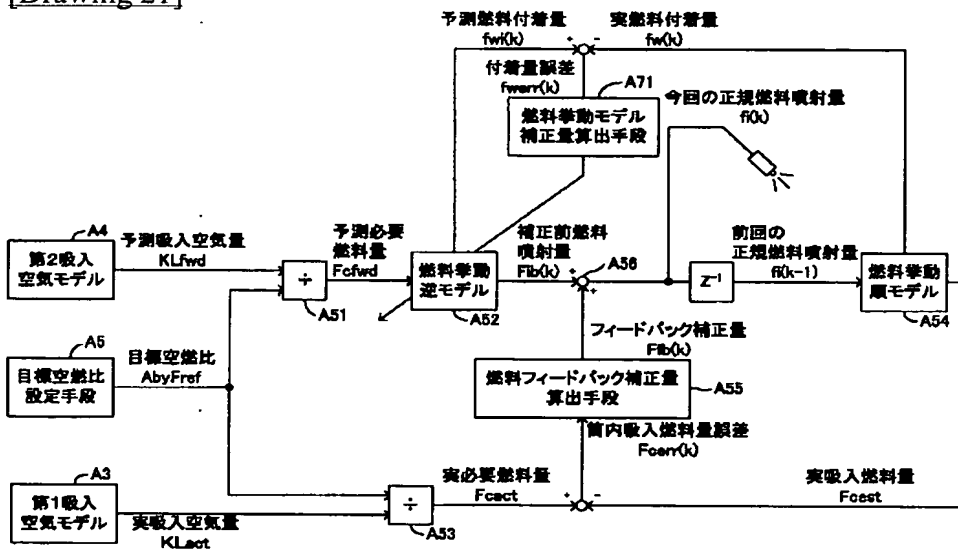 [Drawing 21]
予測燃料付着量
fwi(k)
実燃料付着量
fw(k)
+
-
付着量誤差
fwerr(k)
A71
燃料挙動モデル
補正量算出手段
今回の正規燃料噴射量
fi(k)
A4
第2吸入
空気モデル
予測吸入空気量
KLfwd
÷
A51
予測必要
燃料量
Fcfwd
燃料挙動
逆モデル
A52
補正前燃料
噴射量
Fib(k)
+
+
A56
Z⁻¹
前回の
正規燃料噴射量
fi(k-1)
燃料挙動
順モデル
A54
A5
目標空燃比
設定手段
目標空燃比
AbyFref
フィードバック補正量
Ffb(k)
燃料フィードバック補正量
算出手段
A55
筒内吸入燃料量誤差
Fcerr(k)
A3
第1吸入
空気モデル
実吸入空気量
KLact
÷
A53
実必要燃料量
Fcact
+
-
実吸入燃料量
Fcest